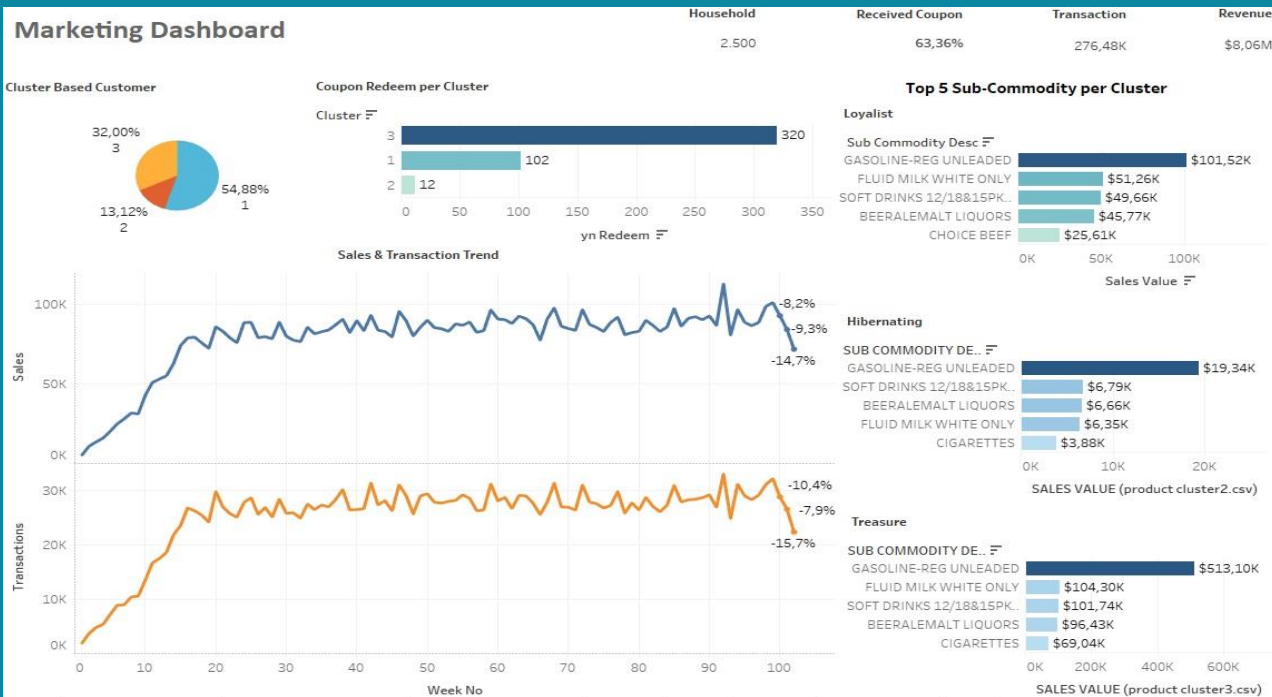 Marketing Dashboard
Household
2.500
Received Coupon
63,36%
Transaction
276,48K
Revenue
$8,06M
Cluster Based Customer
32,00%
3
54,88%
1
13,12%
2
Coupon Redeem per Cluster
Cluster
3
320
1
102
2
12
0 50 100 150 200 250 300 350
yn Redeem
Sales & Transaction Trend
100K
50K
0K
Sales
-8,2%
-9,3%
-14,7%
30K
20K
10K
0K
Transactions
-10,4%
-7,9%
-15,7%
0 10 20 30 40 50 60 70 80 90 100
Week No
Top 5 Sub-Commodity per Cluster
Loyalist
Sub Commodity Desc
GASOLINE-REG UNLEADED $101,52K
FLUID MILK WHITE ONLY $51,26K
SOFT DRINKS 12/18&15PK.. $49,66K
BEERALEMALT LIQUORS $45,77K
CHOICE BEEF $25,61K
0K 50K 100K
Sales Value
Hibernating
SUB COMMODITY DE..
GASOLINE-REG UNLEADED $19,34K
SOFT DRINKS 12/18&15PK.. $6,79K
BEERALEMALT LIQUORS $6,66K
FLUID MILK WHITE ONLY $6,35K
CIGARETTES $3,88K
0K 10K 20K
SALES VALUE (product cluster2.csv)
Treasure
SUB COMMODITY DE..
GASOLINE-REG UNLEADED $513,10K
FLUID MILK WHITE ONLY $104,30K
SOFT DRINKS 12/18&15PK.. $101,74K
BEERALEMALT LIQUORS $96,43K
CIGARETTES $69,04K
0K 200K 400K 600K
SALES VALUE (product cluster3.csv)